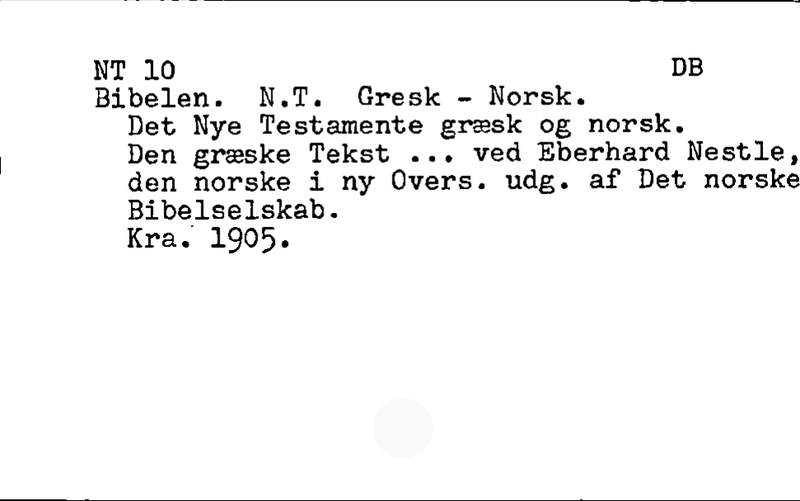 NT 10 DB
Bibelen. N.T. Gresk - Norsk.
Det Nye Testamente græsk og norsk.
Den græske Tekst ... ved Eberhard Nestle,
den norske i ny Overs. udg. af Det norske
Bibelselskab.
Kra. 1905.